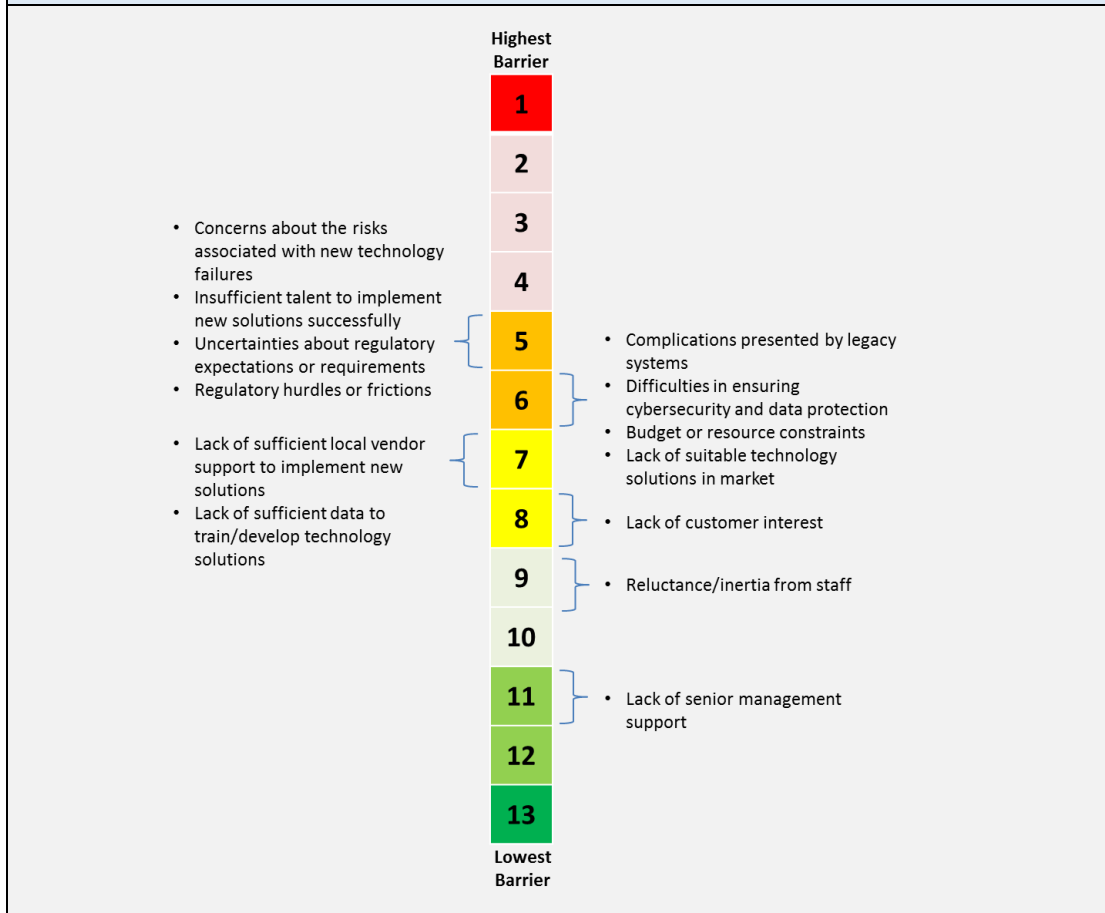 Highest
Barrier
1
2
3
4
5
6
7
8
9
10
11
12
13
Lowest
Barrier
• Concerns about the risks
associated with new technology
failures
• Insufficient talent to implement
new solutions successfully
• Uncertainties about regulatory
expectations or requirements
• Regulatory hurdles or frictions
• Lack of sufficient local vendor
support to implement new
solutions
• Lack of sufficient data to
train/develop technology
solutions
• Complications presented by legacy
systems
• Difficulties in ensuring
cybersecurity and data protection
• Budget or resource constraints
• Lack of suitable technology
solutions in market
• Lack of customer interest
• Reluctance/inertia from staff
• Lack of senior management
support